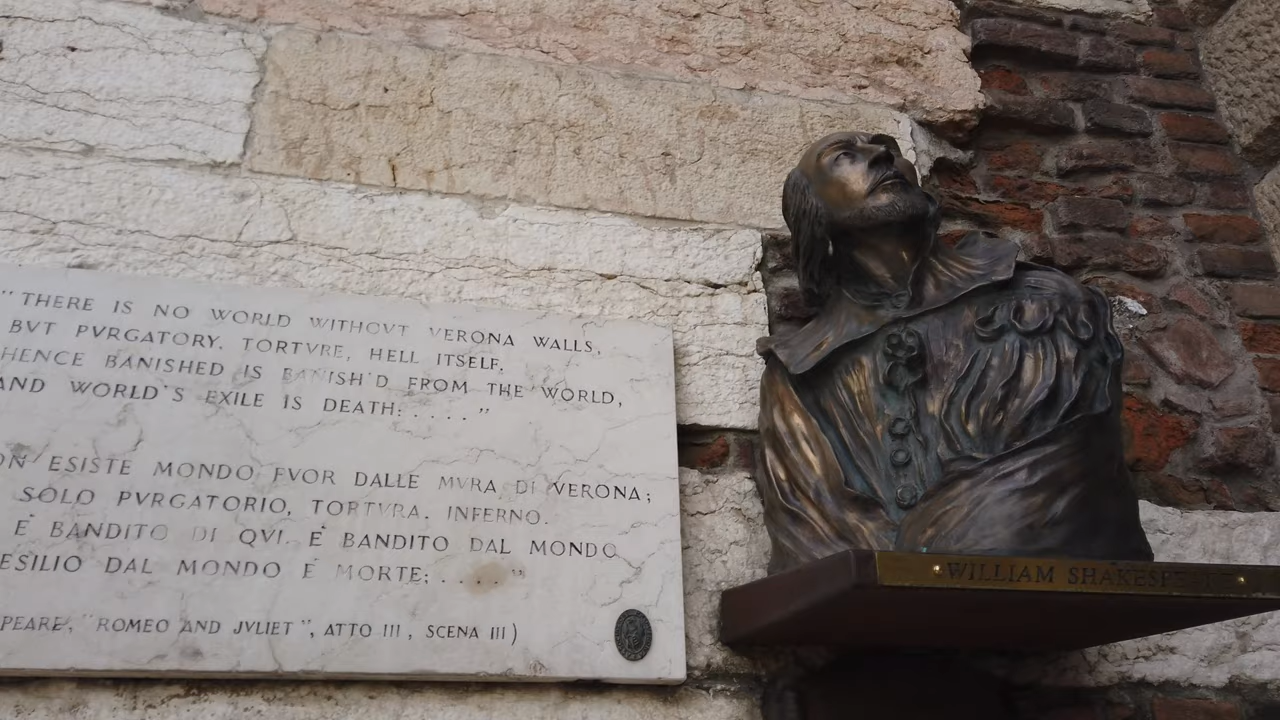 "THERE IS NO WORLD WITHOVT VERONA WALLS,
BVT PVRGATORY, TORTVRE, HELL ITSELF.
HENCE BANISHED IS BANISH'D FROM THE WORLD,
AND WORLD'S EXILE IS DEATH: . . . ."
ON ESISTE MONDO FVOR DALLE MVRA DI VERONA;
SOLO PVRGATORIO, TORTVRA. INFERNO.
È BANDITO DI QVI. È BANDITO DAL MONDO
ESILIO DAL MONDO É MORTE; . . . ."
PEARE, "ROMEO AND JVLIET", ATTO III, SCENA III)
WILLIAM SHAKESPEARE